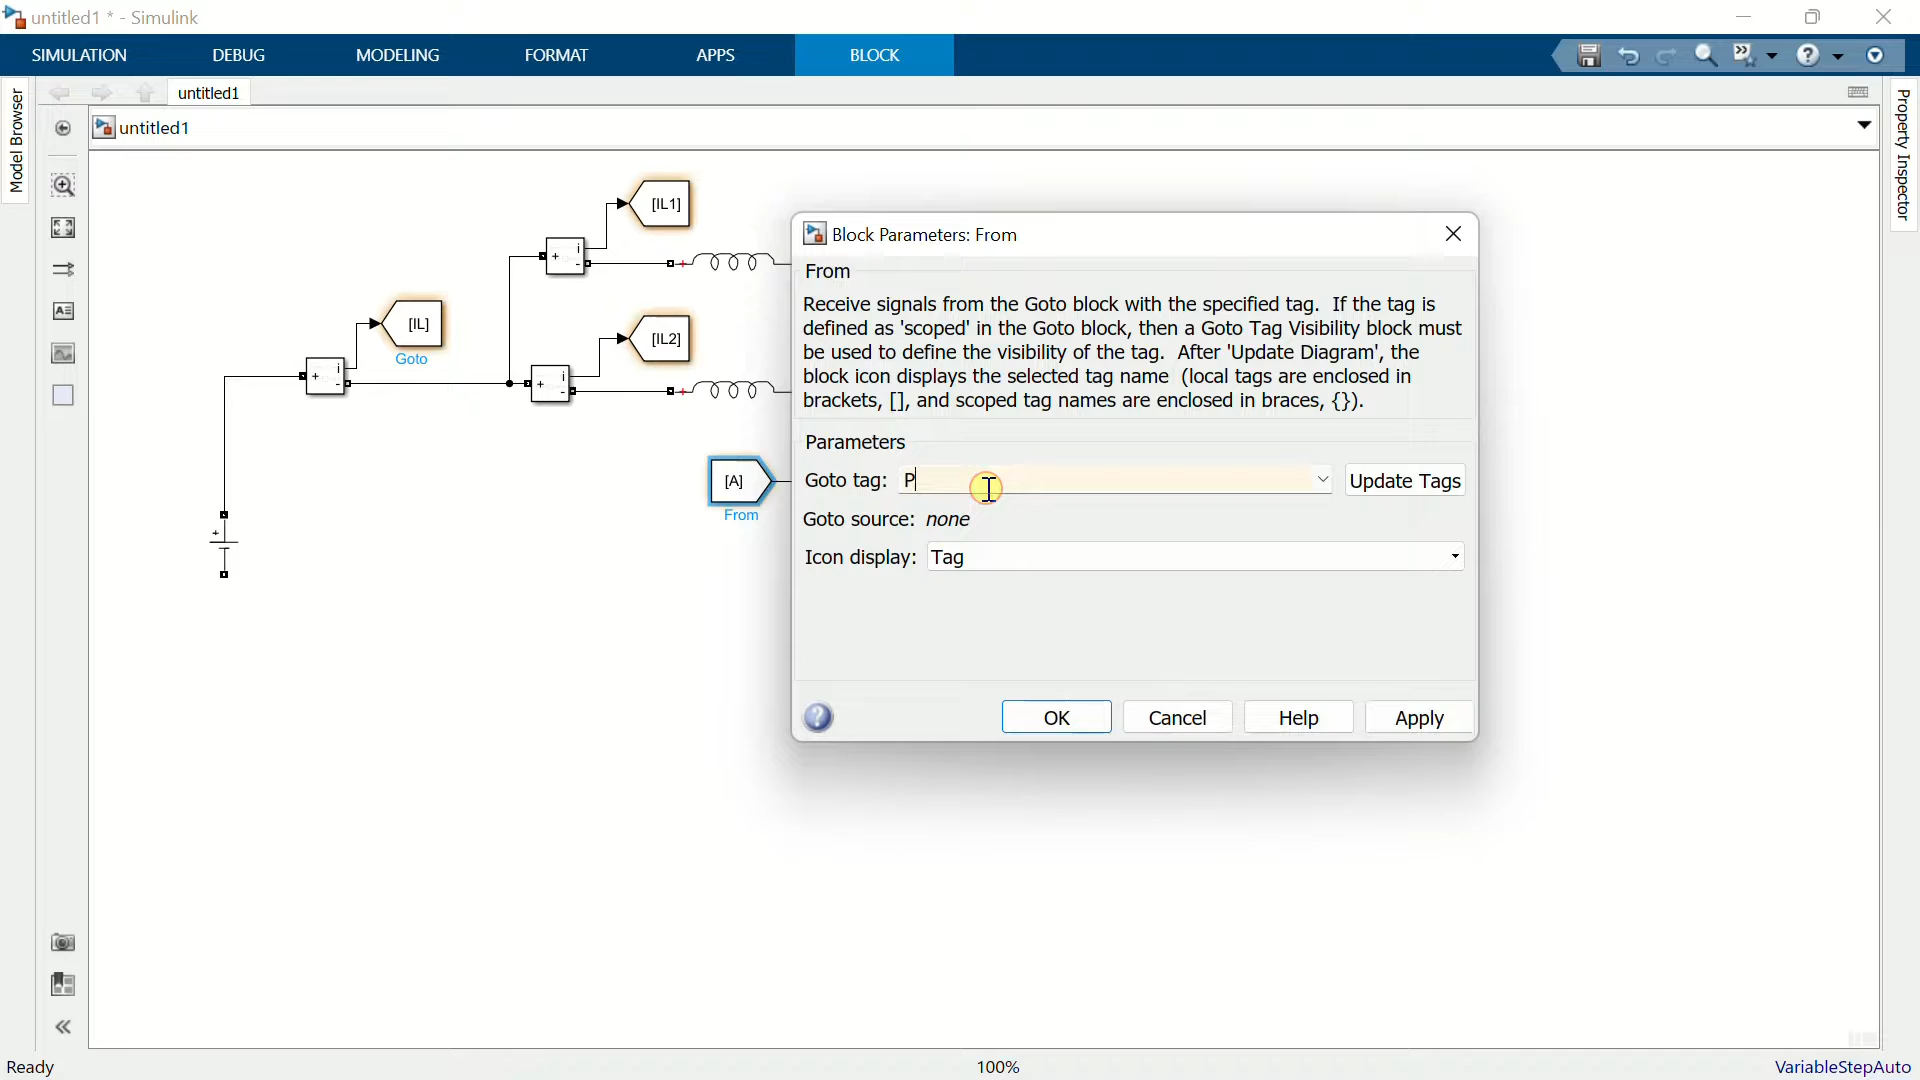 untitled1 * - Simulink
SIMULATION DEBUG MODELING FORMAT APPS BLOCK
untitled1
untitled1
Model Browser
Property Inspector
[IL1]
i
+
-
[IL]
Goto
[IL2]
i
+
-
i
+
-
[A]
From
+
Block Parameters: From
From
Receive signals from the Goto block with the specified tag. If the tag is
defined as 'scoped' in the Goto block, then a Goto Tag Visibility block must
be used to define the visibility of the tag. After 'Update Diagram', the
block icon displays the selected tag name (local tags are enclosed in
brackets, [], and scoped tag names are enclosed in braces, {}).
Parameters
Goto tag: P Update Tags
Goto source: none
Icon display: Tag
OK Cancel Help Apply
Ready 100% VariableStepAuto